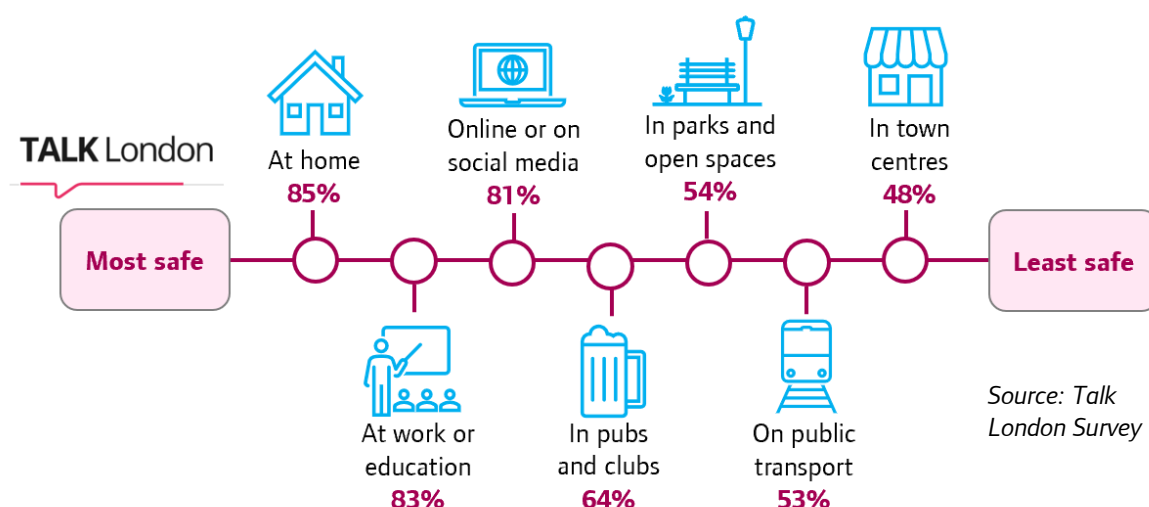 TALK London
Most safe
At home
85%
At work or
education
83%
Online or on
social media
81%
In pubs
and clubs
64%
In parks and
open spaces
54%
On public
transport
53%
In town
centres
48%
Least safe
Source: Talk
London Survey